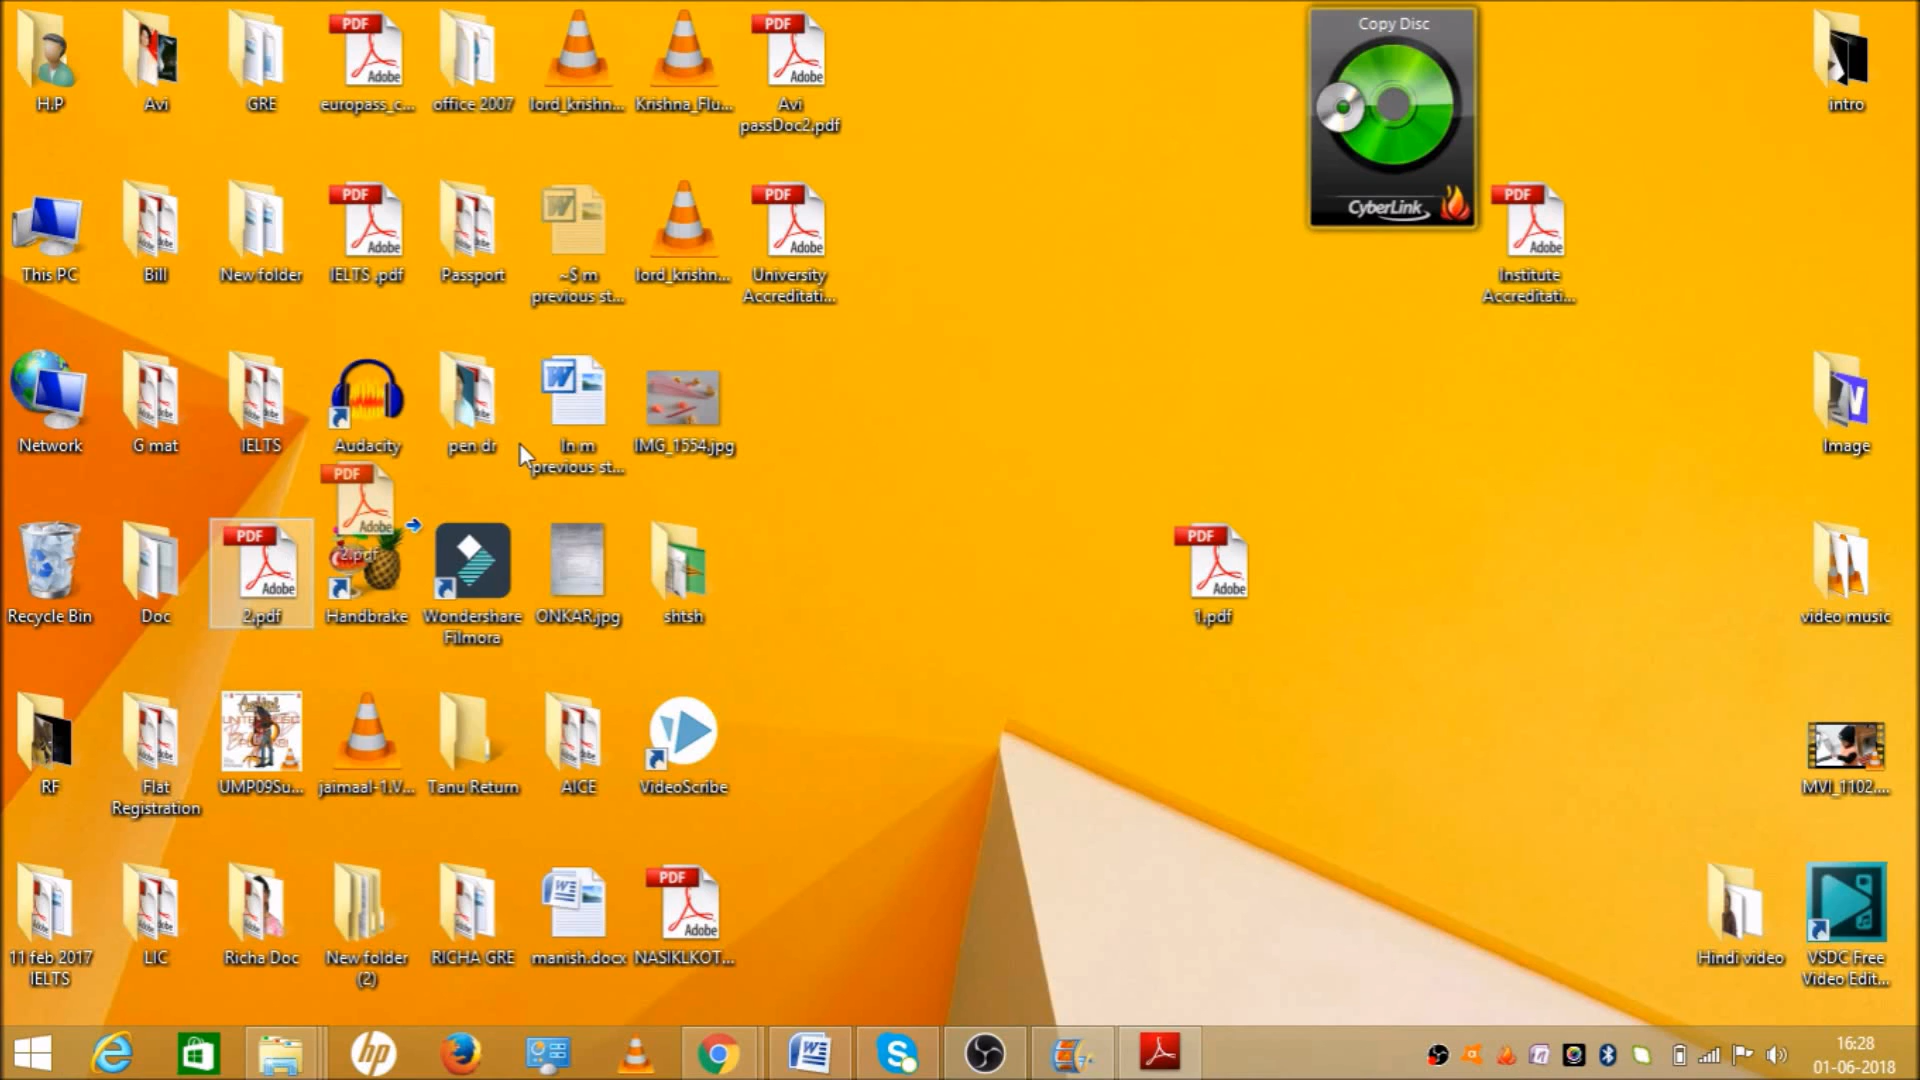 H.P
Avi
GRE
europass_c...
office 2007
lord_krishn...
Krishna_Flu...
Avi
passDoc2.pdf
Copy Disc
CyberLink
intro
This PC
Bill
New folder
IELTS .pdf
Passport
~$ m
previous st...
lord_krishn...
University
Accreditati...
Institute
Accreditati...
Network
G mat
IELTS
Audacity
pen dr
In m
previous st...
IMG_1554.jpg
Image
Recycle Bin
Doc
2.pdf
2.pdf
Handbrake
Wondershare
Filmora
ONKAR.jpg
shtsh
1.pdf
video music
RF
Flat
Registration
UMP09Su...
jaimaal-1.V...
Tanu Return
AICE
VideoScribe
MVI_1102....
11 feb 2017
IELTS
LIC
Richa Doc
New folder
(2)
RICHA GRE
manish.docx
NASIKLKOT...
Hindi video
VSDC Free
Video Edit...
16:28
01-06-2018